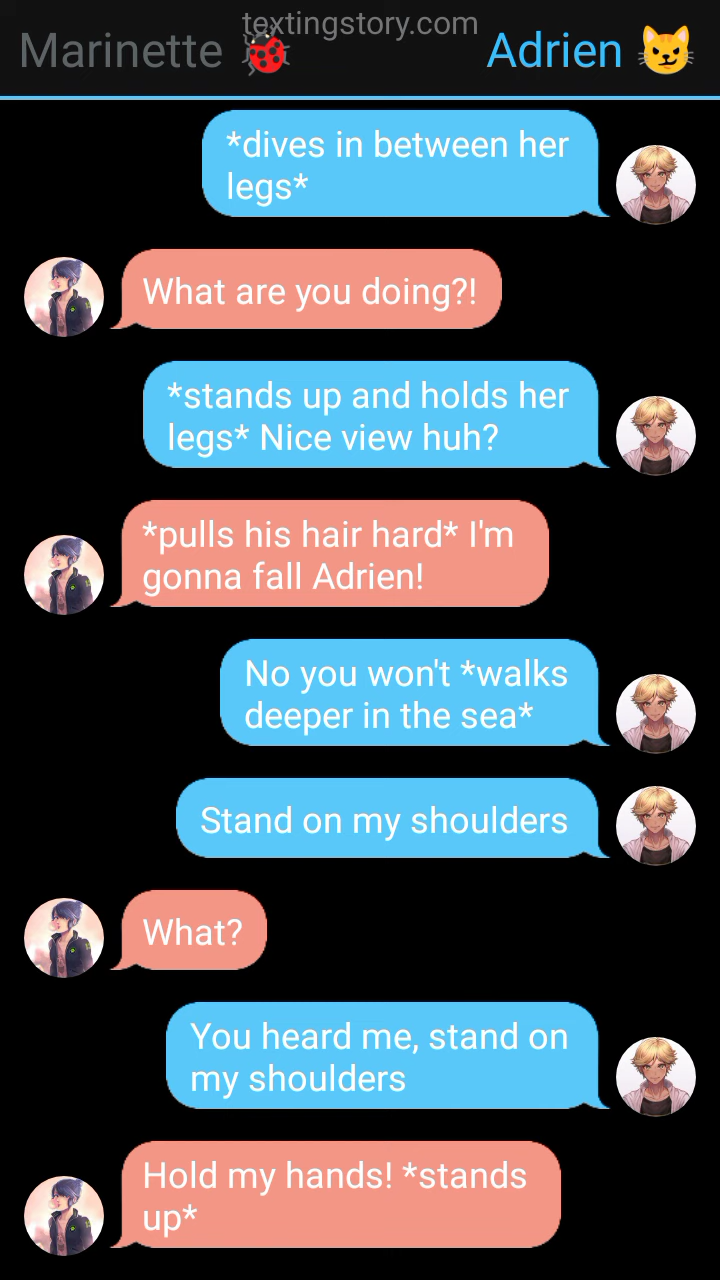 textingstory.com
Marinette 🐞
Adrien 😼
*dives in between her
legs*
What are you doing?!
*stands up and holds her
legs* Nice view huh?
*pulls his hair hard* I'm
gonna fall Adrien!
No you won't *walks
deeper in the sea*
Stand on my shoulders
What?
You heard me, stand on
my shoulders
Hold my hands! *stands
up*